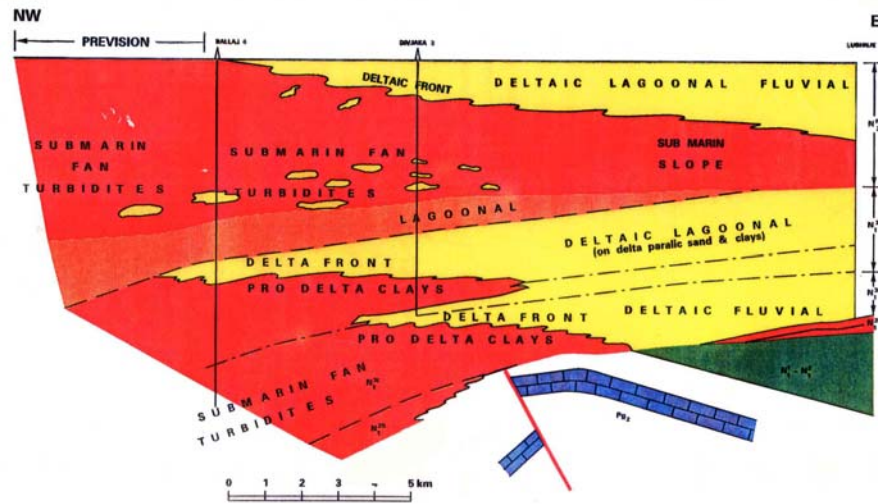 NW
E
PREVISION
BALLAJ 4
DIVJAKA 3
DELTAIC FRONT
DELTAIC LAGOONAL FLUVIAL
SUBMARIN
FAN
TURBIDITES
SUBMARIN FAN
TURBIDITES
SUB MARIN
SLOPE
LAGOONAL
DELTAIC LAGOONAL
(on delta paralic sand & clays)
DELTA FRONT
PRO DELTA CLAYS
DELTAIC FLUVIAL
DELTA FRONT
PRO DELTA CLAYS
SUBMARIN FAN
TURBIDITES
Pg₂
0 1 2 3 4 5 km